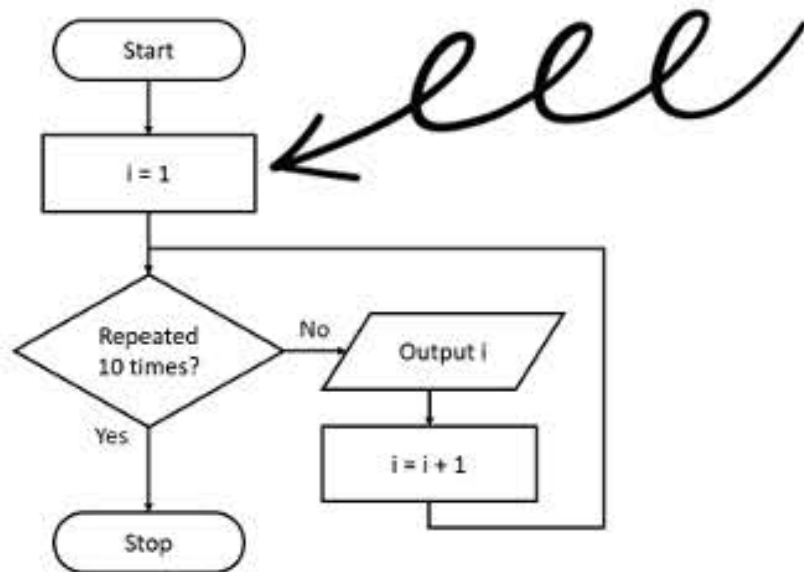 Start
i = 1
Repeated
10 times?
No
Output i
i = i + 1
Yes
Stop